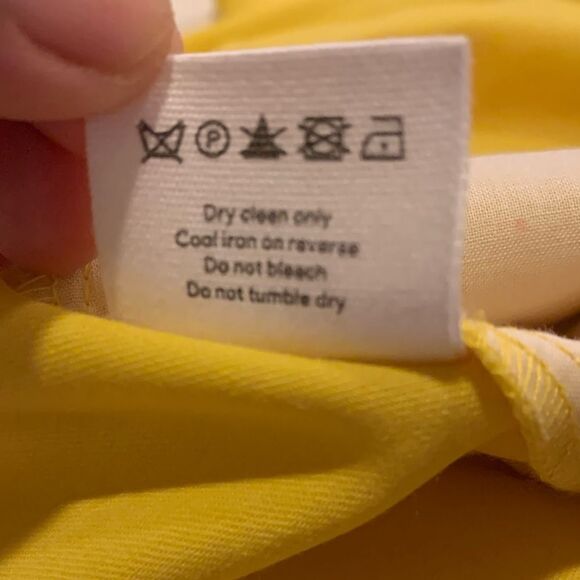 P
Dry clean only
Cool iron on reverse
Do not bleach
Do not tumble dry